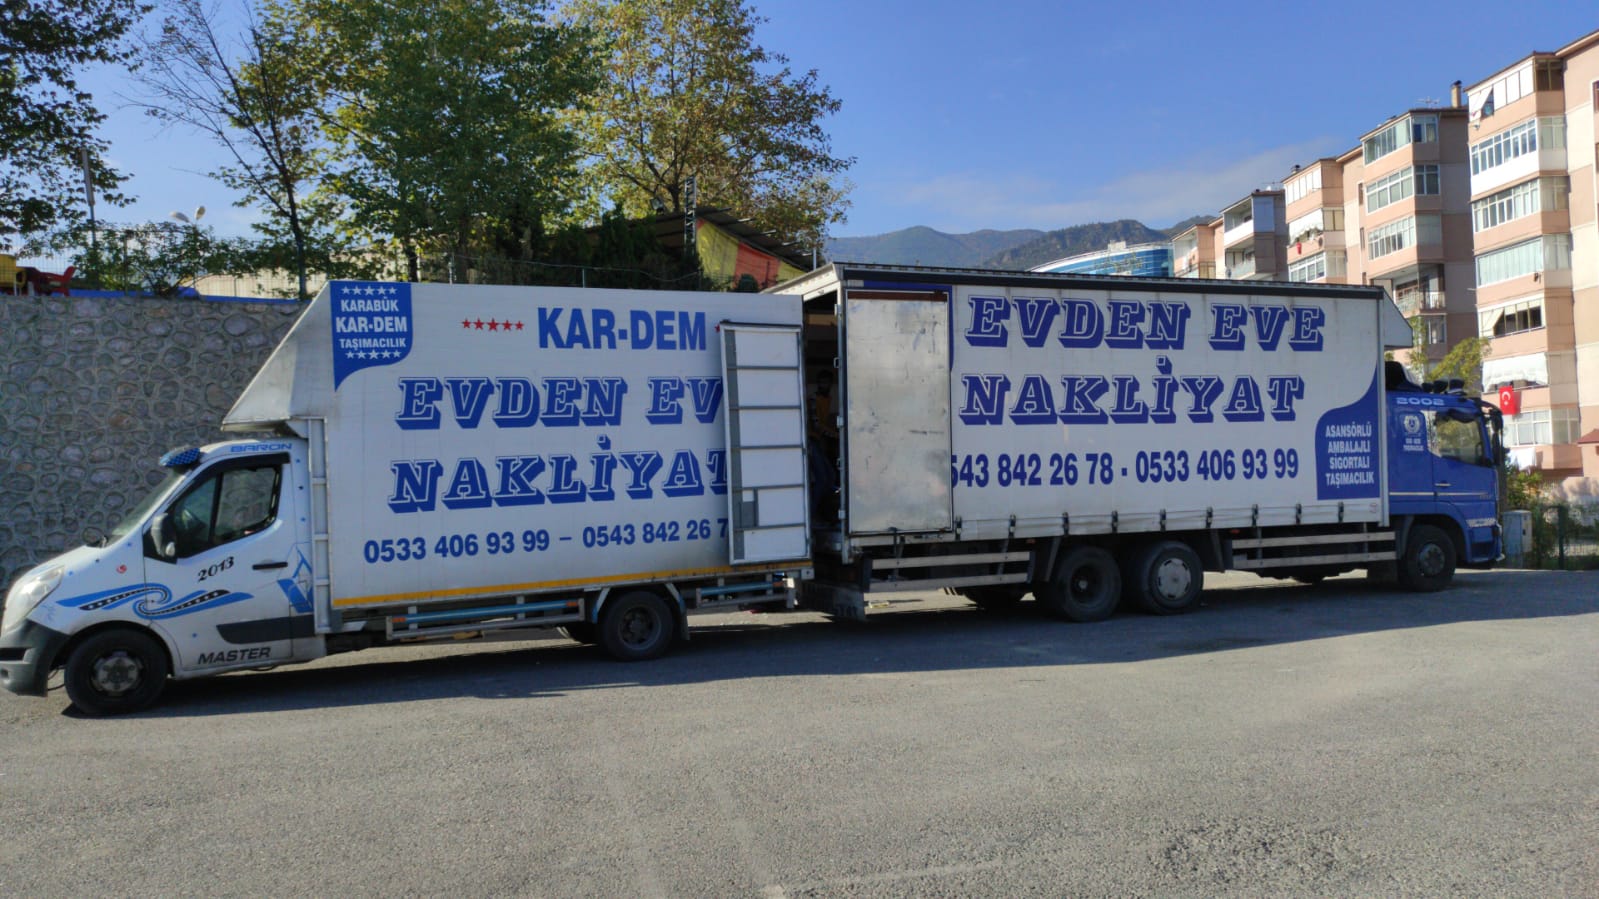 ★★★★★
KARABÜK
KAR-DEM
TAŞIMACILIK
★★★★★
★★★★★ KAR-DEM
EVDEN EV
NAKLİYAT
0533 406 93 99 – 0543 842 26 7
BARON
2013
MASTER
EVDEN EVE
NAKLİYAT
543 842 26 78 - 0533 406 93 99
ASANSÖRLÜ
AMBALAJLI
SİGORTALI
TAŞIMACILIK
2002